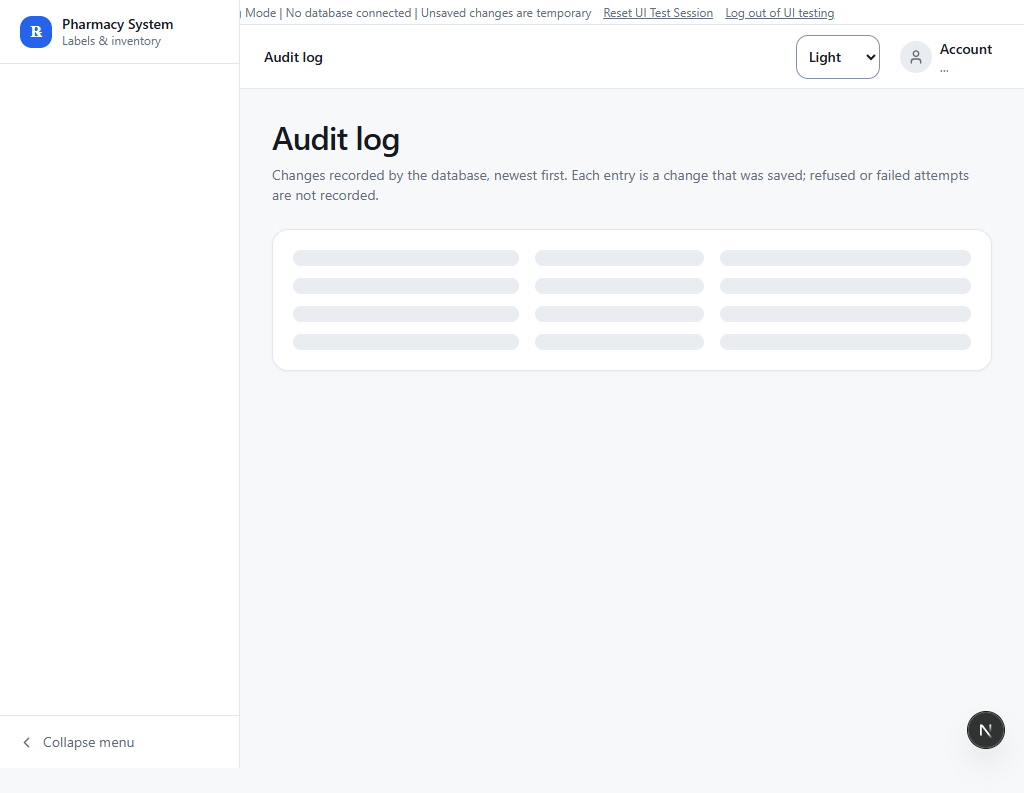 Pharmacy System
Labels & inventory
Mode | No database connected | Unsaved changes are temporary Reset UI Test Session Log out of UI testing
Audit log
Light
Account
...
Audit log
Changes recorded by the database, newest first. Each entry is a change that was saved; refused or failed attempts
are not recorded.
Collapse menu